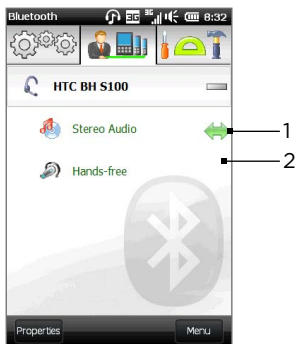 Bluetooth 3G 8:32
HTC BH S100
Stereo Audio
1
Hands-free
2
Properties Menu